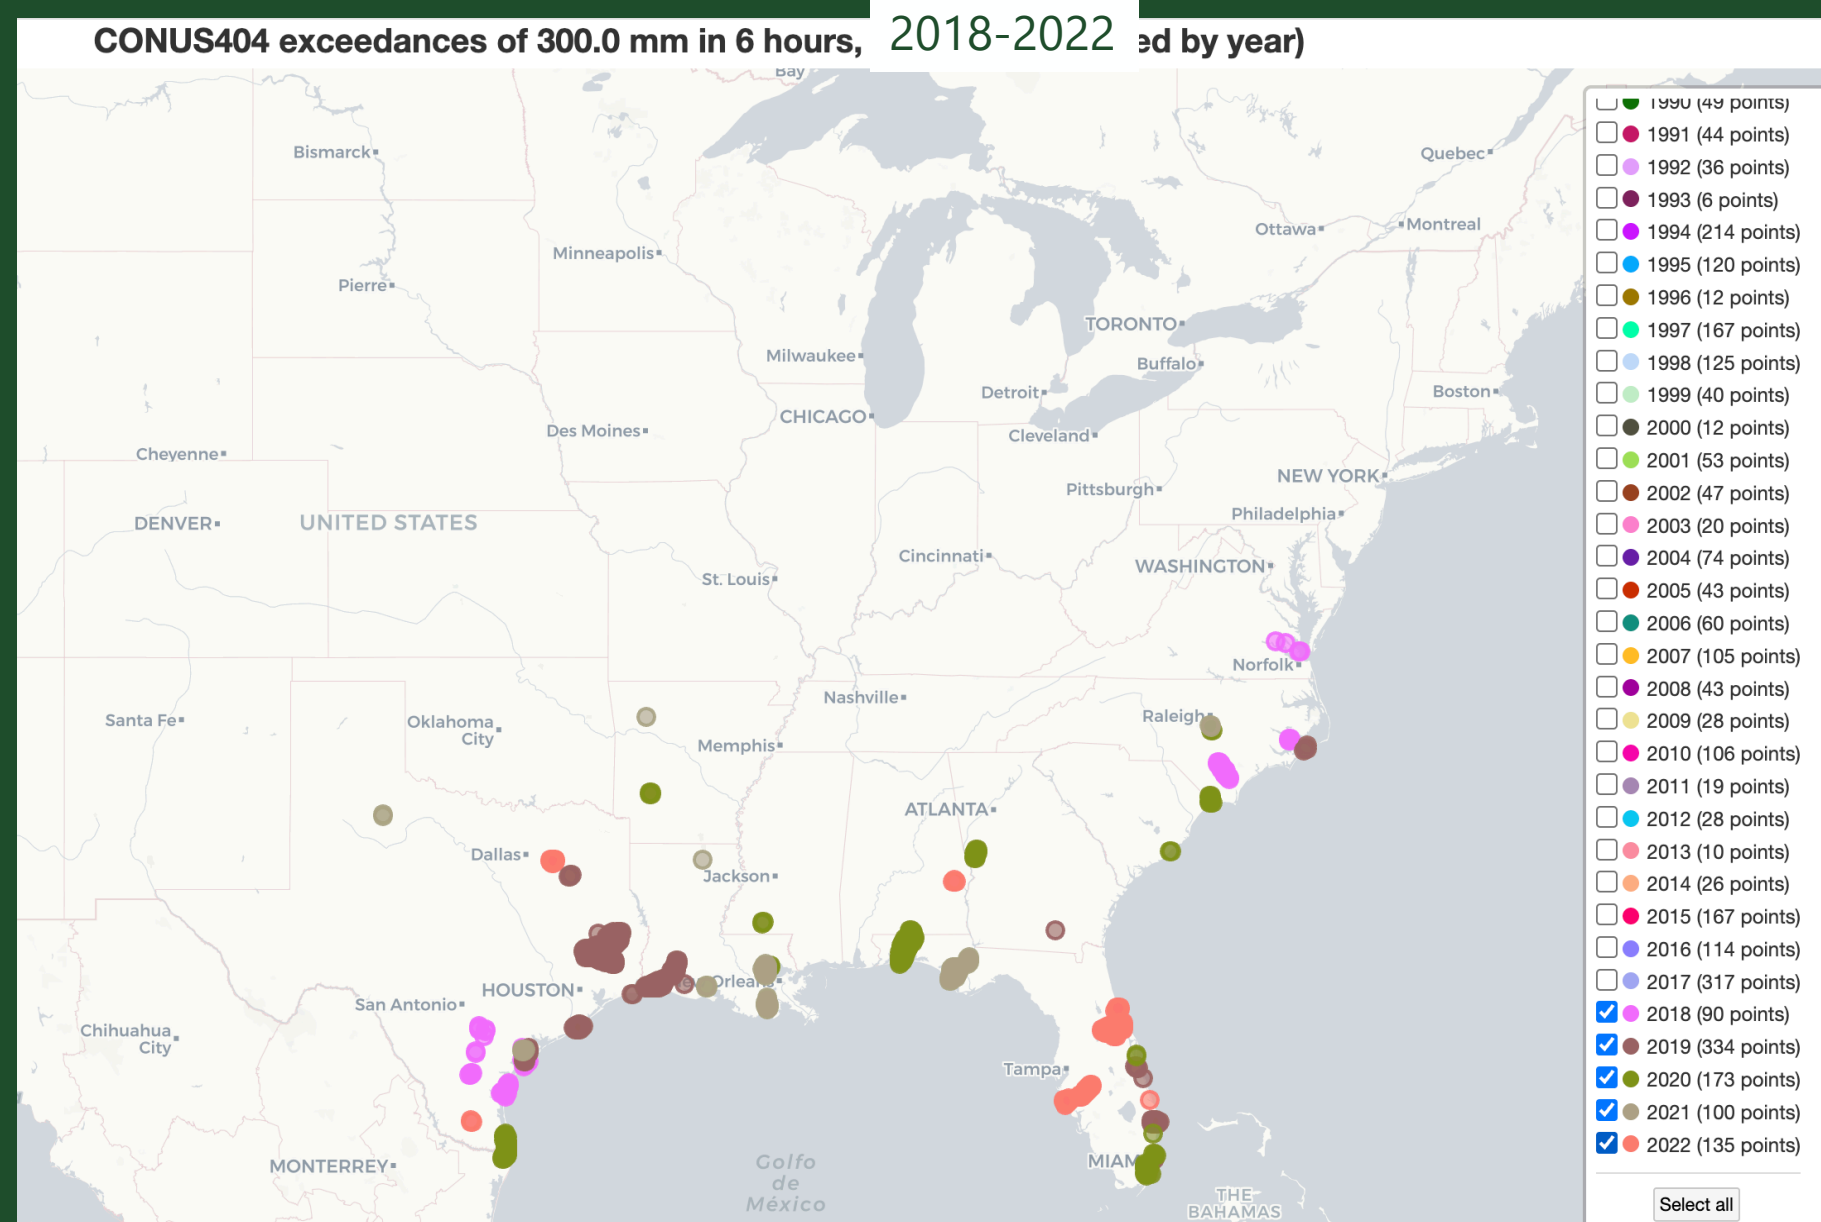 CONUS404 exceedances of 300.0 mm in 6 hours, 2018-2022 ed by year)
Bay
1990 (49 points)
1991 (44 points)
1992 (36 points)
1993 (6 points)
1994 (214 points)
1995 (120 points)
1996 (12 points)
1997 (167 points)
1998 (125 points)
1999 (40 points)
2000 (12 points)
2001 (53 points)
2002 (47 points)
2003 (20 points)
2004 (74 points)
2005 (43 points)
2006 (60 points)
2007 (105 points)
2008 (43 points)
2009 (28 points)
2010 (106 points)
2011 (19 points)
2012 (28 points)
2013 (10 points)
2014 (26 points)
2015 (167 points)
2016 (114 points)
2017 (317 points)
2018 (90 points)
2019 (334 points)
2020 (173 points)
2021 (100 points)
2022 (135 points)
Select all
Bismarck
Quebec
Ottawa
Montreal
Minneapolis
Pierre
TORONTO
Milwaukee
Buffalo
Detroit
Boston
CHICAGO
Des Moines
Cleveland
Cheyenne
NEW YORK
Pittsburgh
Philadelphia
DENVER
UNITED STATES
Cincinnati
WASHINGTON
St. Louis
Norfolk
Nashville
Santa Fe
Oklahoma
City
Raleigh
Memphis
ATLANTA
Dallas
Jackson
Orleans
HOUSTON
San Antonio
Chihuahua
City
Tampa
MONTERREY
MIAM
Golfo
de
México
THE
BAHAMAS